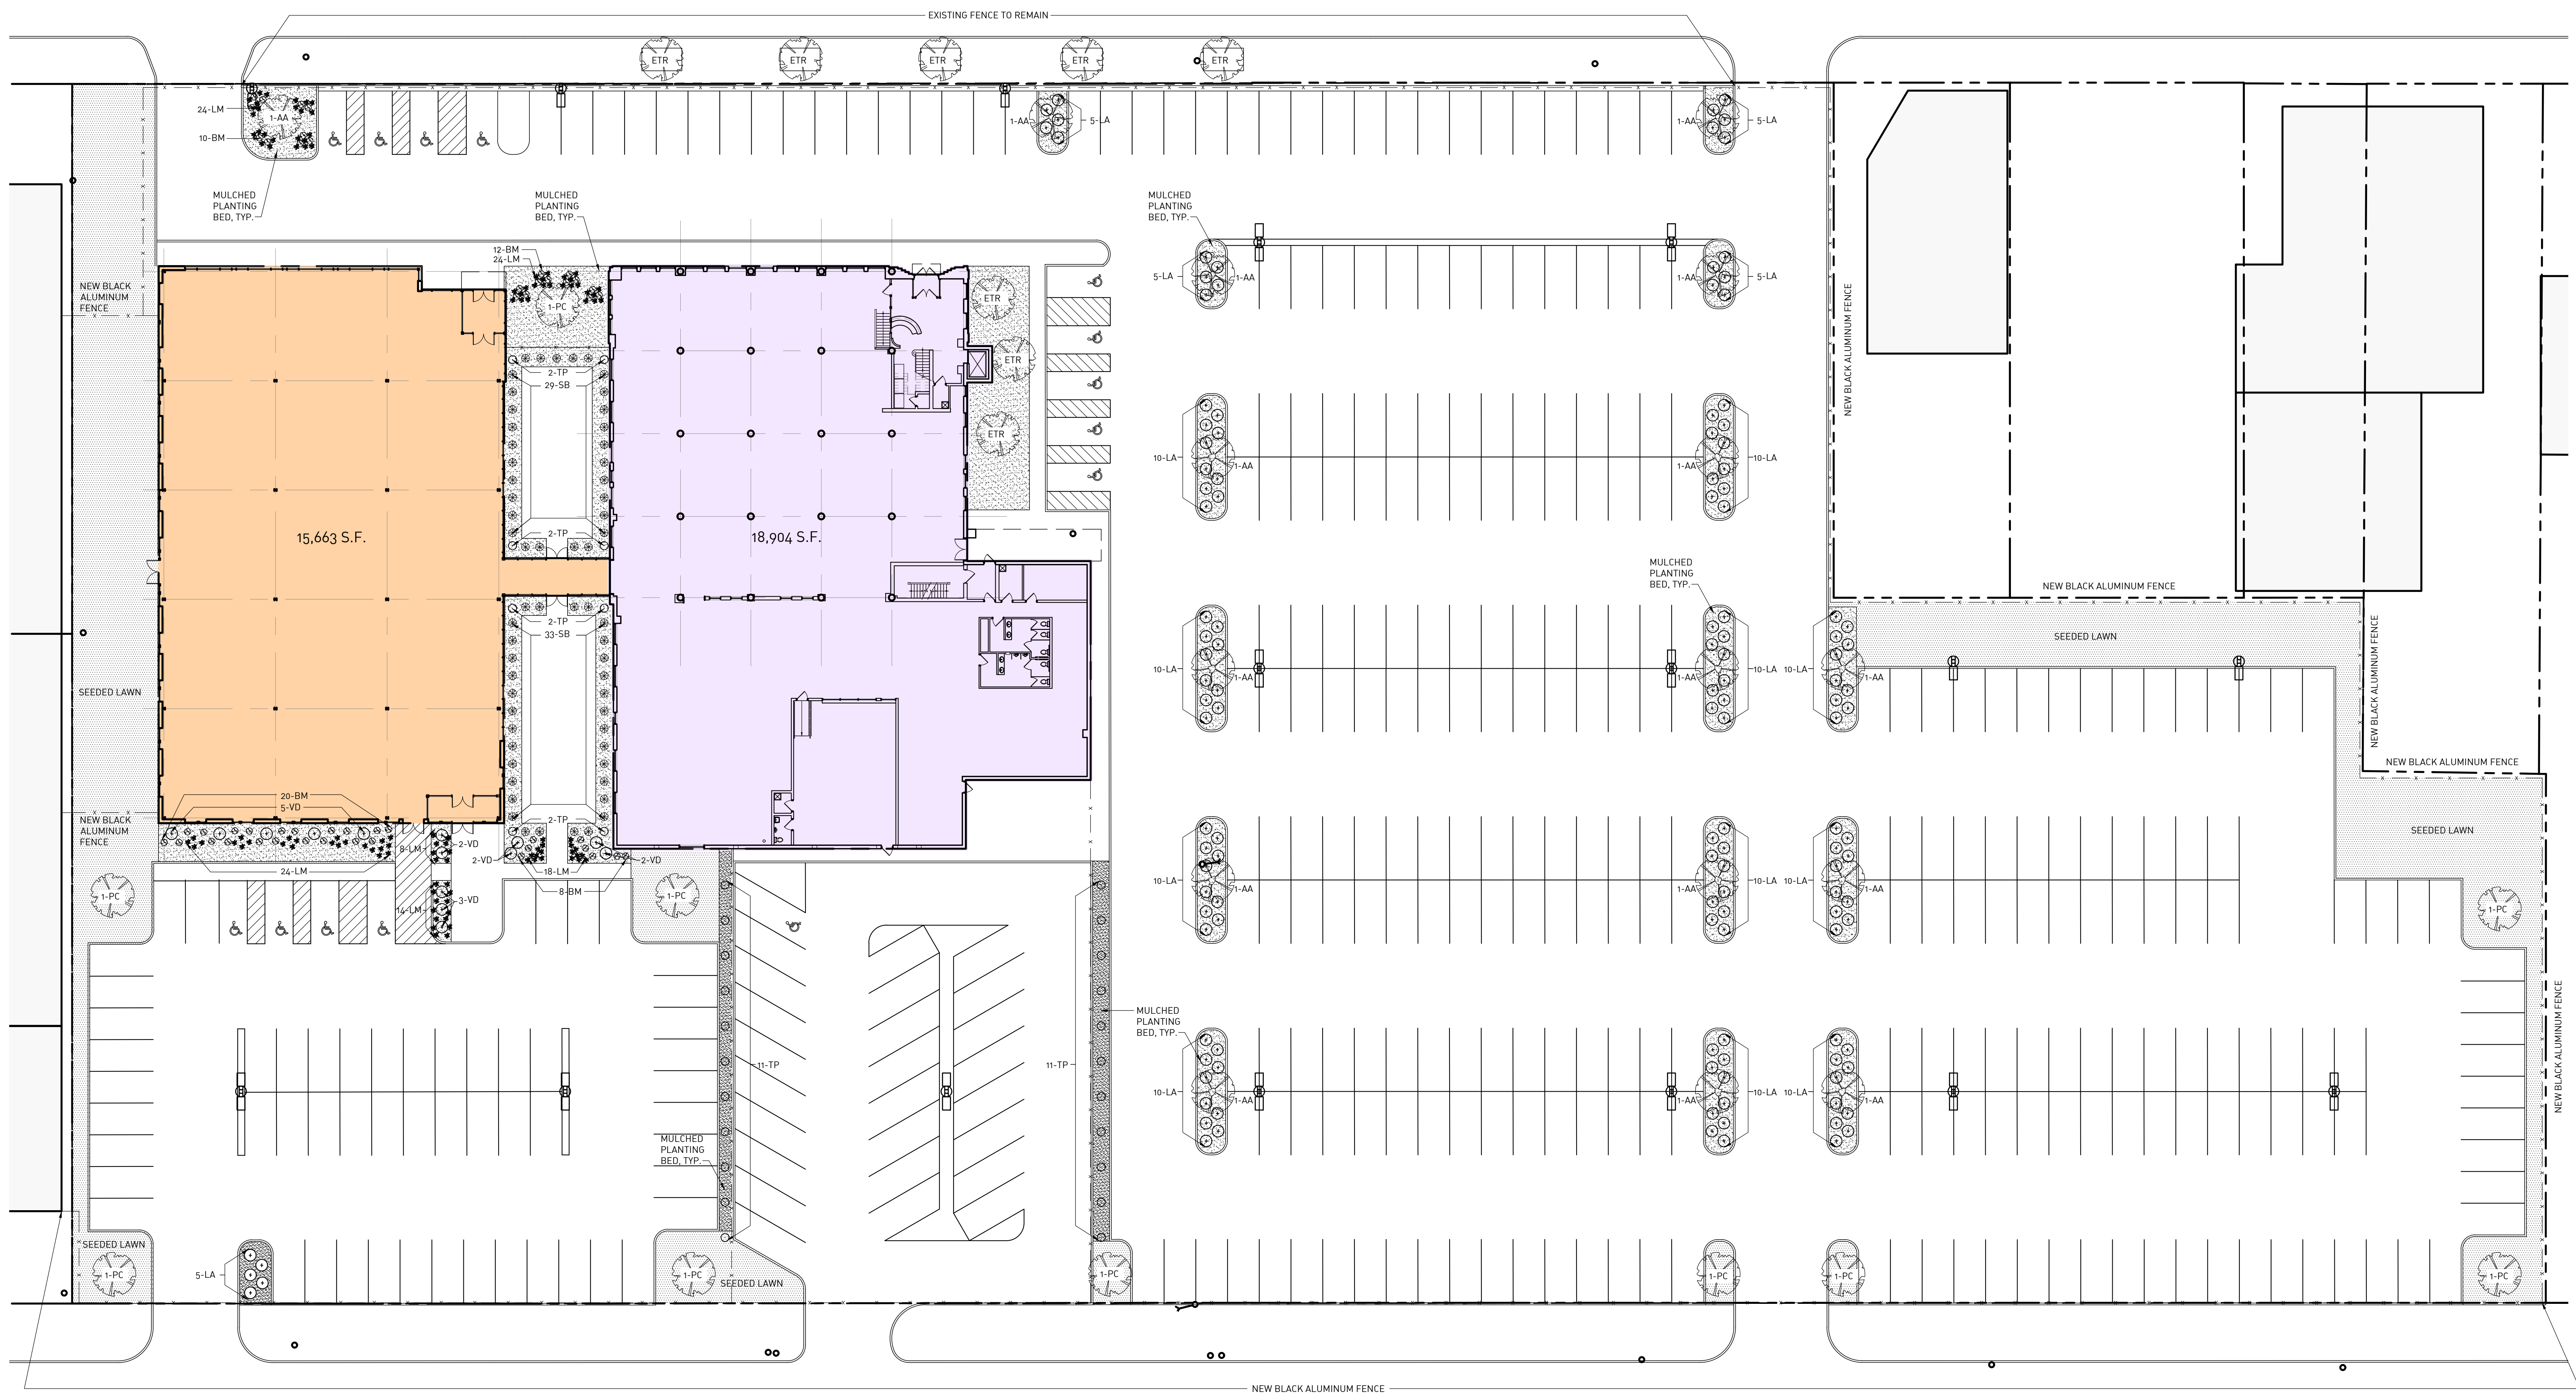 EXISTING FENCE TO REMAIN
ETR
ETR
ETR
ETR
ETR
24-LM
1-AA
10-BM
1-AA
5-LA
1-AA
5-LA
MULCHED
PLANTING
BED, TYP.
MULCHED
PLANTING
BED, TYP.
MULCHED
PLANTING
BED, TYP.
12-BM
24-LM
1-PC
5-LA
1-AA
1-AA
5-LA
NEW BLACK
ALUMINUM
FENCE
ETR
ETR
ETR
NEW BLACK ALUMINUM FENCE
2-TP
29-SB
10-LA
1-AA
1-AA
10-LA
15,663 S.F.
2-TP
18,904 S.F.
MULCHED
PLANTING
BED, TYP.
NEW BLACK ALUMINUM FENCE
2-TP
33-SB
SEEDED LAWN
NEW BLACK ALUMINUM FENCE
10-LA
1-AA
1-AA
10-LA
10-LA
1-AA
SEEDED LAWN
NEW BLACK ALUMINUM FENCE
20-BM
5-VD
NEW BLACK
ALUMINUM
FENCE
2-TP
SEEDED LAWN
8-LM
2-VD
2-VD
2-VD
24-LM
18-LM
8-BM
10-LA
1-AA
1-AA
10-LA
10-LA
1-AA
1-PC
14-LM
3-VD
1-PC
1-PC
MULCHED
PLANTING
BED, TYP.
NEW BLACK ALUMINUM FENCE
11-TP
11-TP
10-LA
1-AA
1-AA
10-LA
10-LA
1-AA
MULCHED
PLANTING
BED, TYP.
SEEDED LAWN
5-LA
1-PC
1-PC
SEEDED LAWN
1-PC
1-PC
1-PC
1-PC
NEW BLACK ALUMINUM FENCE